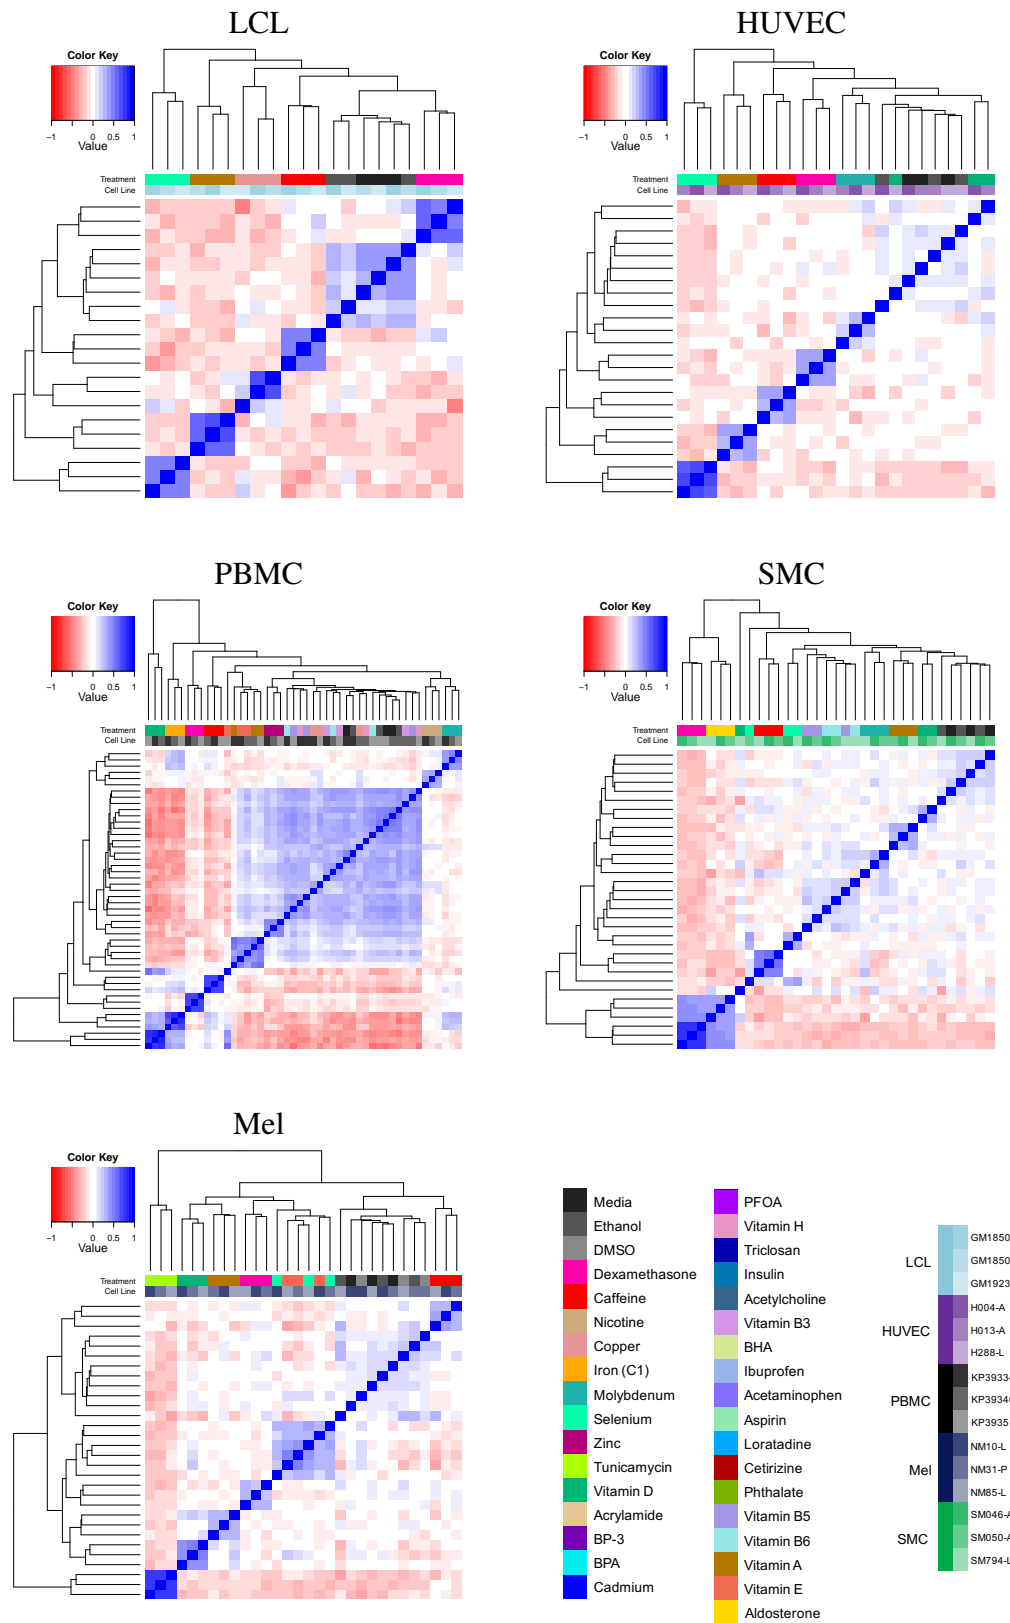 LCL
Color Key
−1 0 0.5 1
Value
Treatment
Cell Line
HUVEC
Color Key
−1 0 0.5 1
Value
Treatment
Cell Line
PBMC
Color Key
−1 0 0.5 1
Value
Treatment
Cell Line
SMC
Color Key
−1 0 0.5 1
Value
Treatment
Cell Line
Mel
Color Key
−1 0 0.5 1
Value
Treatment
Cell Line
Media
Ethanol
DMSO
Dexamethasone
Caffeine
Nicotine
Copper
Iron (C1)
Molybdenum
Selenium
Zinc
Tunicamycin
Vitamin D
Acrylamide
BP-3
BPA
Cadmium
PFOA
Vitamin H
Triclosan
Insulin
Acetylcholine
Vitamin B3
BHA
Ibuprofen
Acetaminophen
Aspirin
Loratadine
Cetirizine
Phthalate
Vitamin B5
Vitamin B6
Vitamin A
Vitamin E
Aldosterone
LCL
GM1850
GM1850
GM1923
HUVEC
H004-A
H013-A
H288-L
PBMC
KP39334
KP39346
KP3935
Mel
NM10-L
NM31-P
NM85-L
SMC
SM046-A
SM050-A
SM794-L